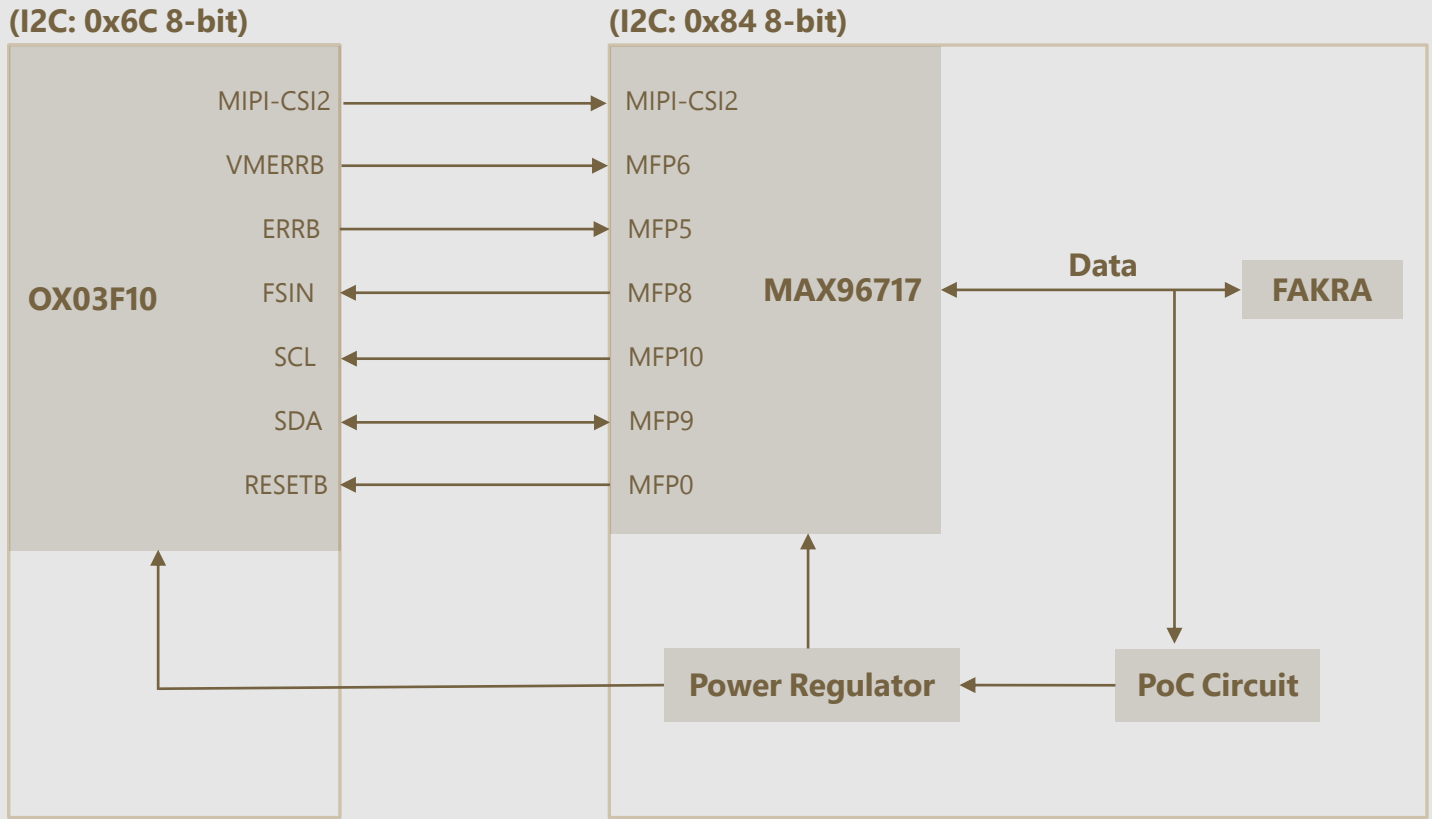 (I2C: 0x6C 8-bit)
(I2C: 0x84 8-bit)
MIPI-CSI2
MIPI-CSI2
VMERRB
MFP6
ERRB
MFP5
Data
OX03F10
FSIN
MFP8
MAX96717
FAKRA
SCL
MFP10
SDA
MFP9
RESETB
MFP0
Power Regulator
PoC Circuit